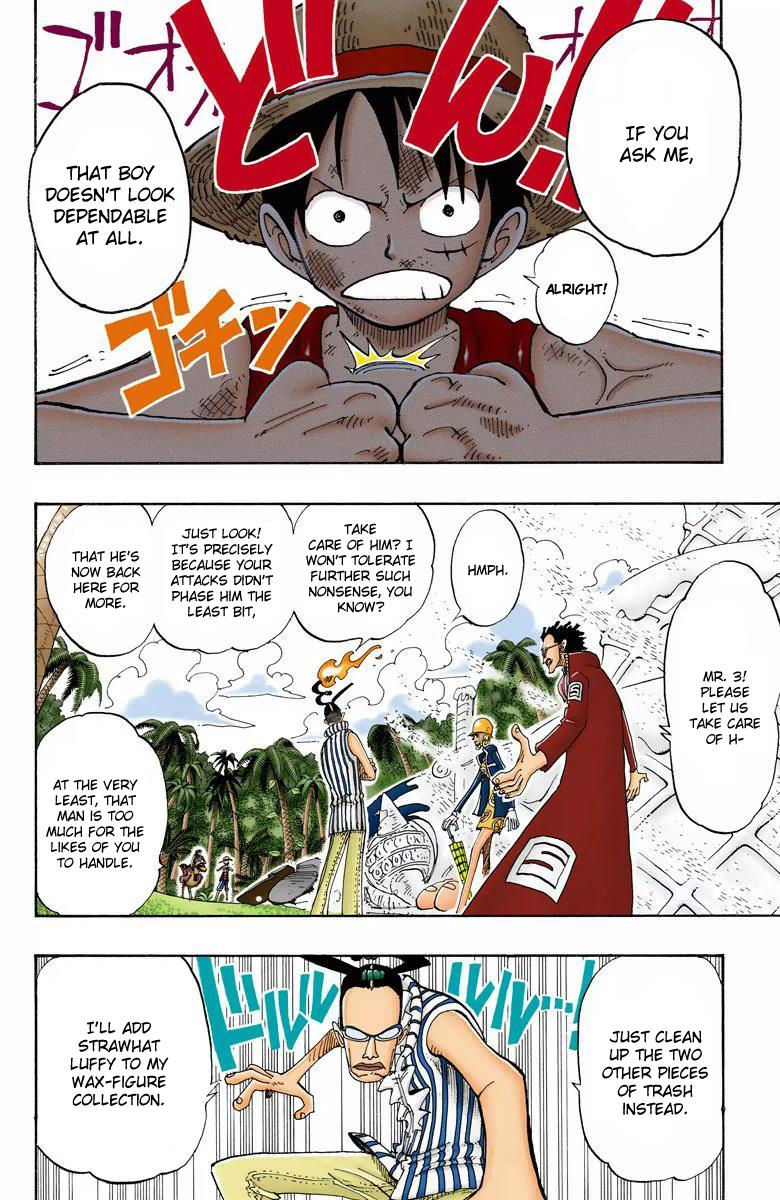 ゴオオッ
どん!!
IF YOU
ASK ME,
THAT BOY
DOESN'T LOOK
DEPENDABLE
AT ALL.
ALRIGHT!
ゴチン
MR. 3!
PLEASE
LET US
TAKE CARE
OF H-
HMPH.
TAKE
CARE OF HIM? I
WON'T TOLERATE
FURTHER SUCH
NONSENSE, YOU
KNOW?
JUST LOOK!
IT'S PRECISELY
BECAUSE YOUR
ATTACKS DIDN'T
PHASE HIM THE
LEAST BIT,
THAT HE'S
NOW BACK
HERE FOR
MORE.
AT THE VERY
LEAST, THAT
MAN IS TOO
MUCH FOR THE
LIKES OF YOU
TO HANDLE.
JUST CLEAN
UP THE TWO
OTHER PIECES
OF TRASH
INSTEAD.
ドルルルル…!
I'LL ADD
STRAWHAT
LUFFY TO MY
WAX-FIGURE
COLLECTION.